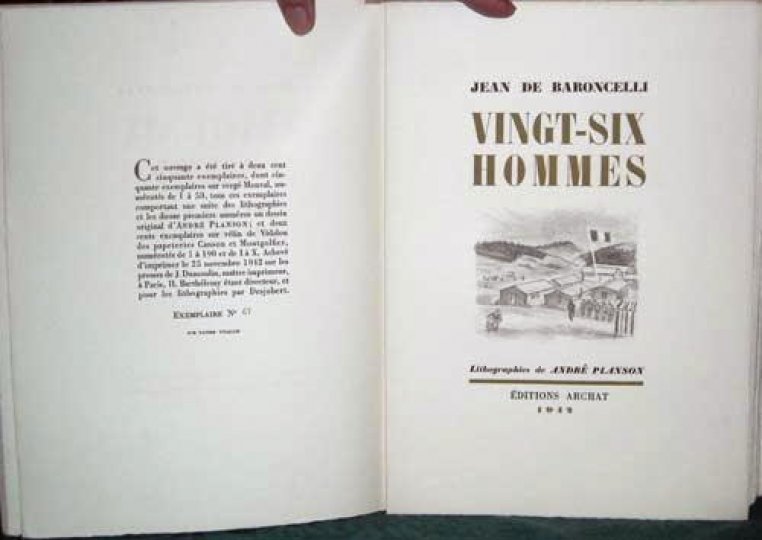 Cet ouvrage a été tiré à deux cent
cinquante exemplaires, dont cin-
quante exemplaires sur vergé Montval, nu-
mérotés de 1 à 50, tous ces exemplaires
comportant une suite des lithographies
et les douze premiers numéros un dessin
original d'ANDRÉ PLANSON; et deux
cents exemplaires sur vélin de Vidalon
des papeteries Canson et Montgolfier,
numérotés de 1 à 190 et de I à X. Achevé
d'imprimer le 25 novembre 1942 sur les
presses de J. Dumoulin, maître imprimeur,
à Paris, H. Barthélemy étant directeur, et
pour les lithographies par Desjobert.
EXEMPLAIRE N° 67
SUR VÉLIN VIDALON
JEAN DE BARONCELLI
VINGT-SIX
HOMMES
Lithographies de ANDRÉ PLANSON
ÉDITIONS ARCHAT
1942